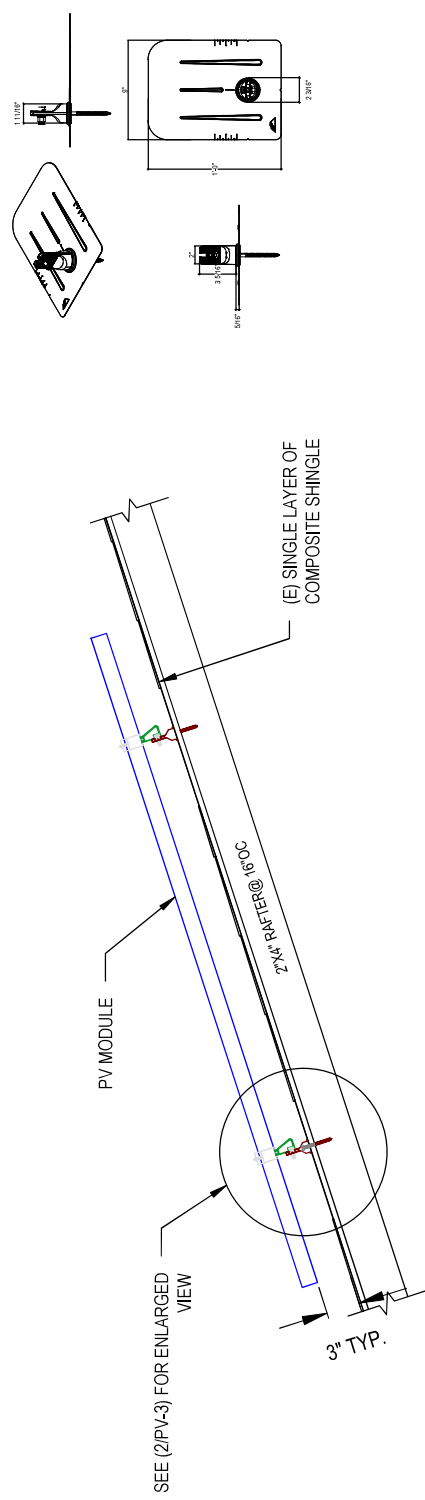 1 11/16"
9"
1'-0"
2 3/16"
2"
3 5/16"
5/16"
(E) SINGLE LAYER OF
COMPOSITE SHINGLE
2"X4" RAFTER@ 16"OC
PV MODULE
SEE (2/PV-3) FOR ENLARGED
VIEW
3" TYP.